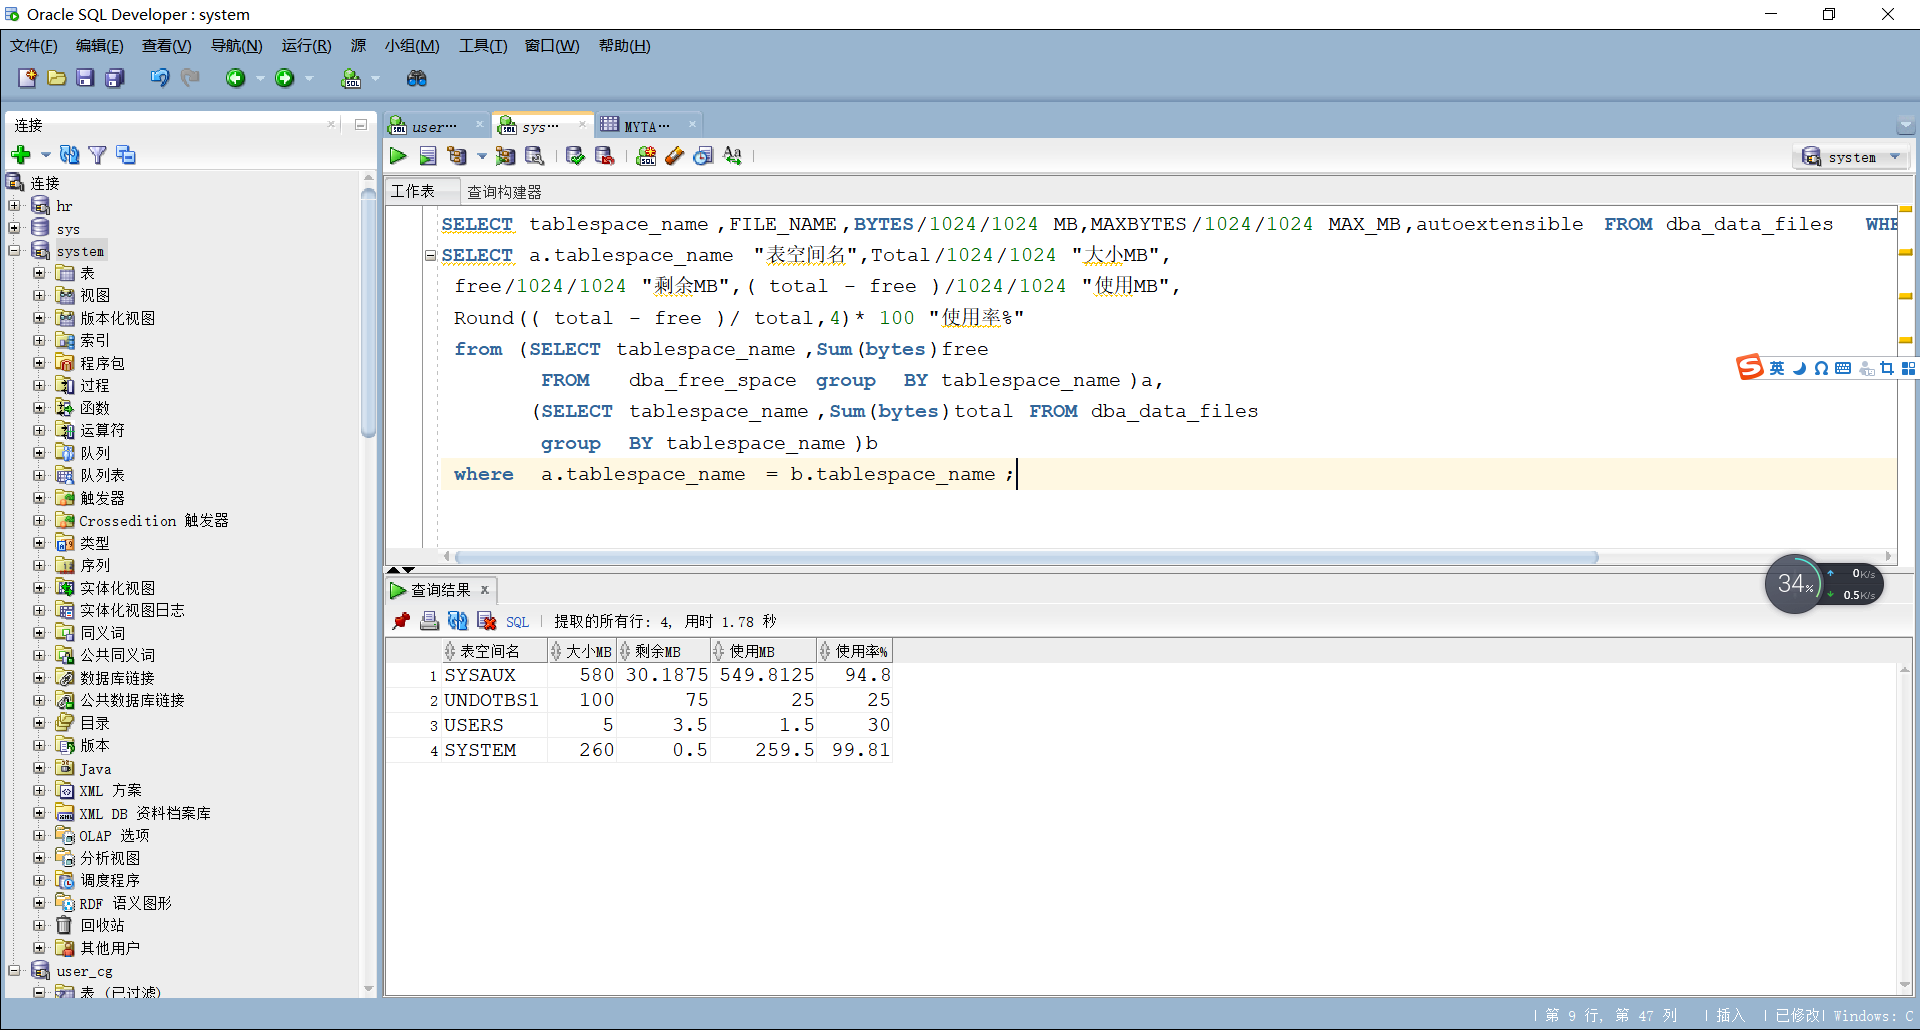 Oracle SQL Developer : system
文件(F) 编辑(E) 查看(V) 导航(N) 运行(R) 源 小组(M) 工具(T) 窗口(W) 帮助(H)
连接
连接
hr
sys
system
表
视图
版本化视图
索引
程序包
过程
函数
运算符
队列
队列表
触发器
Crossedition 触发器
类型
序列
实体化视图
实体化视图日志
同义词
公共同义词
数据库链接
公共数据库链接
目录
版本
Java
XML 方案
XML DB 资料档案库
OLAP 选项
分析视图
调度程序
RDF 语义图形
回收站
其他用户
user_cg
表 (已过滤)
user… sys… MYTA…
system
工作表 查询构建器
SELECT tablespace_name,FILE_NAME,BYTES/1024/1024 MB,MAXBYTES/1024/1024 MAX_MB,autoextensible FROM dba_data_files WHE
SELECT a.tablespace_name "表空间名",Total/1024/1024 "大小MB",
free/1024/1024 "剩余MB",( total - free )/1024/1024 "使用MB",
Round(( total - free )/ total,4)* 100 "使用率%"
from (SELECT tablespace_name,Sum(bytes)free
FROM dba_free_space group BY tablespace_name)a,
(SELECT tablespace_name,Sum(bytes)total FROM dba_data_files
group BY tablespace_name)b
where a.tablespace_name = b.tablespace_name;
英
34% 0K/s
0.5K/s
查询结果
SQL 提取的所有行: 4, 用时 1.78 秒
表空间名 大小MB 剩余MB 使用MB 使用率%
1 SYSAUX 580 30.1875 549.8125 94.8
2 UNDOTBS1 100 75 25 25
3 USERS 5 3.5 1.5 30
4 SYSTEM 260 0.5 259.5 99.81
第 9 行, 第 47 列 | 插入 | 已修改| Windows: C